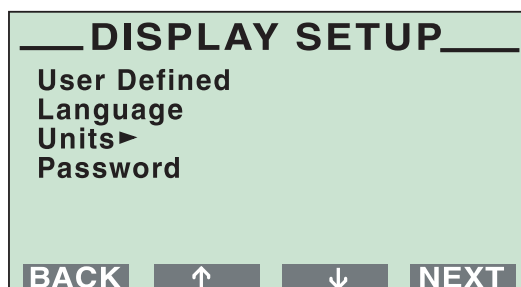 DISPLAY SETUP
User Defined
Language
Units►
Password
BACK ↑ ↓ NEXT